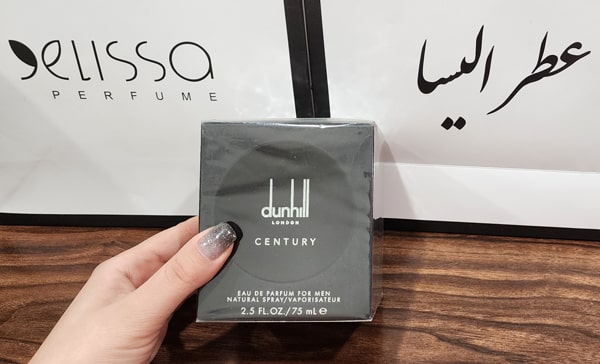 elissa
PERFUME
عطر اليسا
dunhill
LONDON
CENTURY
EAU DE PARFUM FOR MEN
NATURAL SPRAY/VAPORISATEUR
2.5 FL.OZ./75 mL e